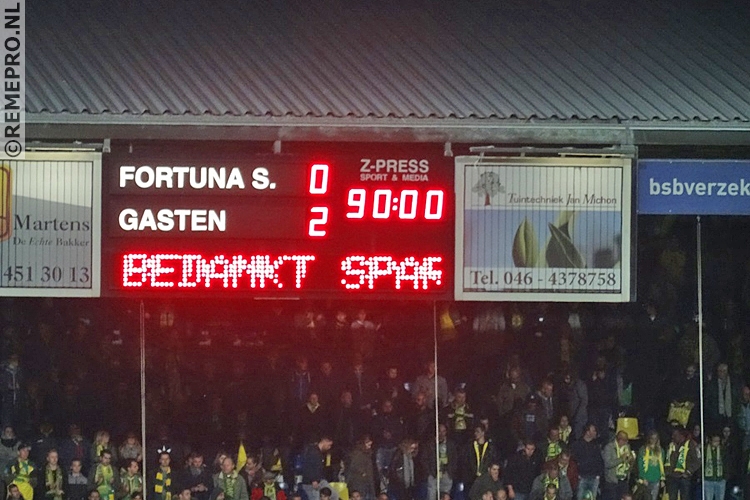 ©REMEPRO.NL
FORTUNA S. 0
GASTEN 2
Z-PRESS
SPORT & MEDIA
90:00
BEDANKT SPAR
Martens
De Echte Bakker
451 30 13
Tuintechniek Jan Michon
Tel. 046 - 4378758
bsbverzek